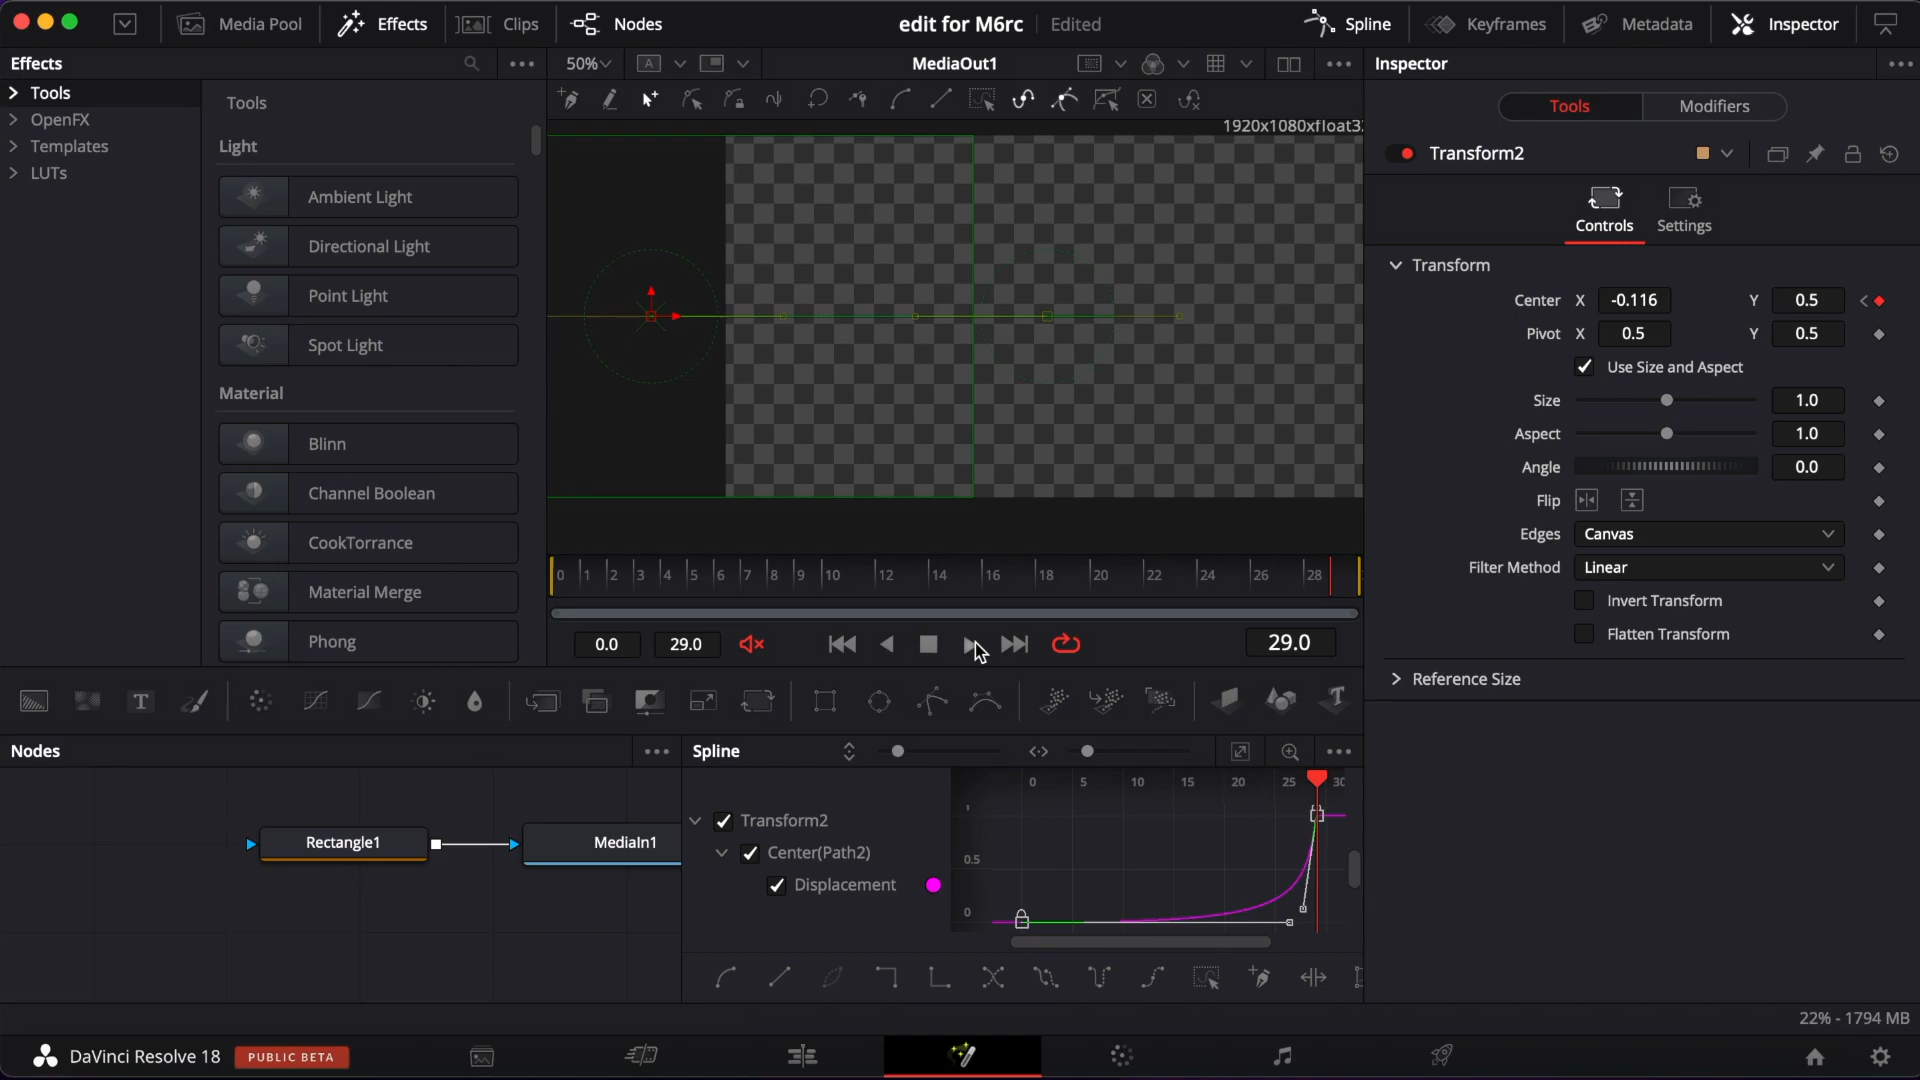 Media Pool
Effects
Clips
Nodes
edit for M6rc
Edited
Spline
Keyframes
Metadata
Inspector
Effects
50%
A
MediaOut1
Inspector
Tools
OpenFX
Templates
LUTs
Tools
Light
Ambient Light
Directional Light
Point Light
Spot Light
Material
Blinn
Channel Boolean
CookTorrance
Material Merge
Phong
1920x1080xfloat3
Tools
Modifiers
Transform2
Controls
Settings
Transform
Center X -0.116 Y 0.5
Pivot X 0.5 Y 0.5
Use Size and Aspect
Size 1.0
Aspect 1.0
Angle 0.0
Flip
Edges Canvas
Filter Method Linear
Invert Transform
Flatten Transform
Reference Size
0 1 2 3 4 5 6 7 8 9 10 12 14 16 18 20 22 24 26 28
0.0
29.0
29.0
T
T
Nodes
Rectangle1
MediaIn1
Spline
Transform2
Center(Path2)
Displacement
0 5 10 15 20 25
1
0.5
0
22% - 1794 MB
DaVinci Resolve 18
PUBLIC BETA